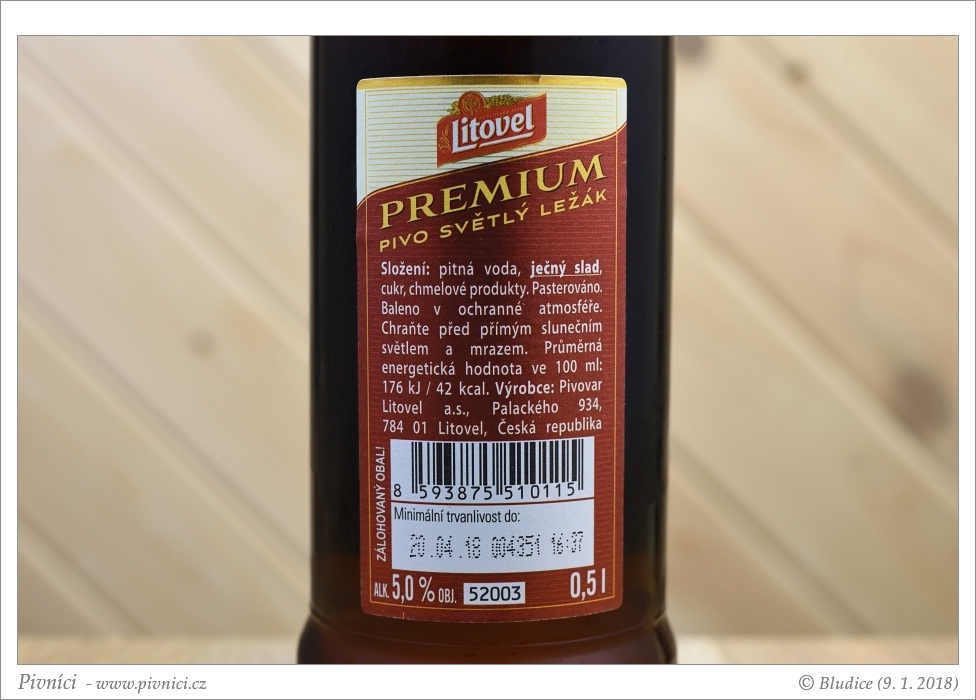 Litovel
PREMIUM
PIVO SVĚTLÝ LEŽÁK
Složení: pitná voda, ječný slad,
cukr, chmelové produkty. Pasterováno.
Baleno v ochranné atmosféře.
Chraňte před přímým slunečním
světlem a mrazem. Průměrná
energetická hodnota ve 100 ml:
176 kJ / 42 kcal. Výrobce: Pivovar
Litovel a.s., Palackého 934,
784 01 Litovel, Česká republika
ZÁLOHOVANÝ OBAL!
8 593875 510115
Minimální trvanlivost do:
20.04.18 004351 16:37
ALK. 5,0 % OBJ. 52003 0,5 l
Pivníci - www.pivnici.cz
© Bludice (9. 1. 2018)